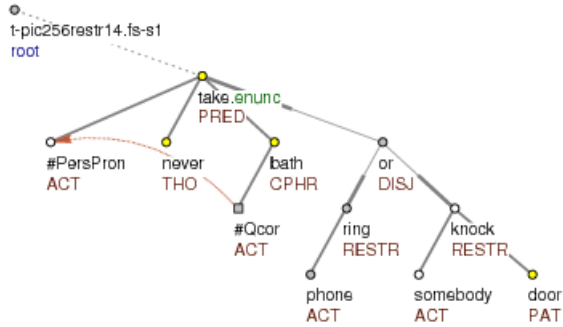 t-pic256restr14.fs-s1
root
take.enunc
PRED
#PersPron never bath or
ACT THO CPHR DISJ
#Qcor ring knock
ACT RESTR RESTR
phone somebody door
ACT ACT PAT